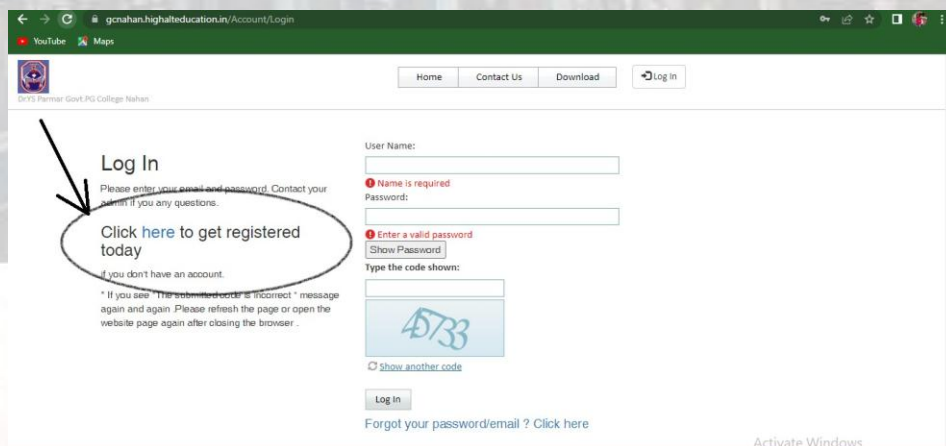 gcnahan.highalteducation.in/Account/Login
YouTube Maps
Home Contact Us Download Log In
Dr.YS Parmar Govt.PG College Nahan
Log In
Please enter your email and password. Contact your
admin if you any questions.
Click here to get registered
today
if you don't have an account.
* If you see "The submitted code is incorrect " message
again and again .Please refresh the page or open the
website page again after closing the browser .
User Name:
Name is required
Password:
Enter a valid password
Show Password
Type the code shown:
45733
Show another code
Log In
Forgot your password/email ? Click here
Activate Windows